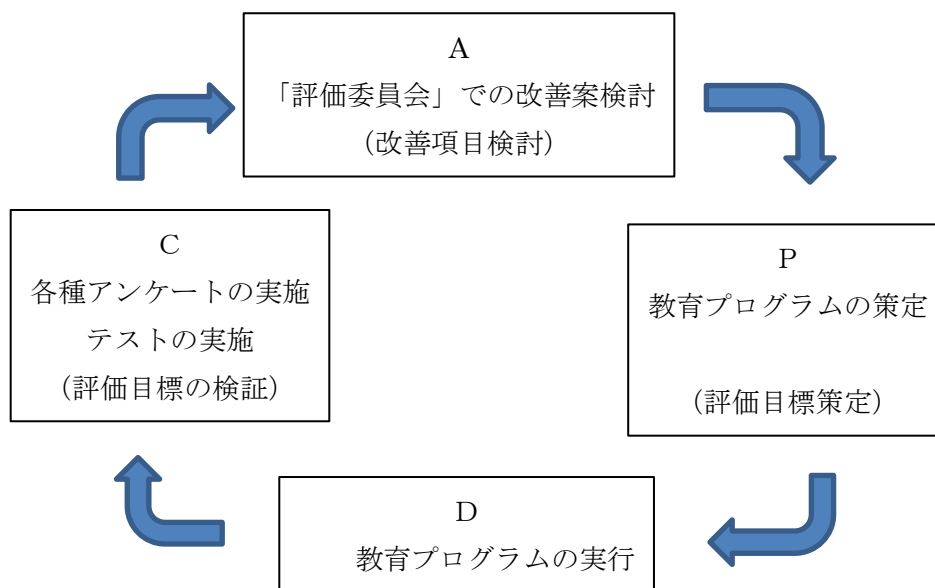 A
「評価委員会」での改善案検討
(改善項目検討)
C
各種アンケートの実施
テストの実施
(評価目標の検証)
P
教育プログラムの策定
(評価目標策定)
D
教育プログラムの実行